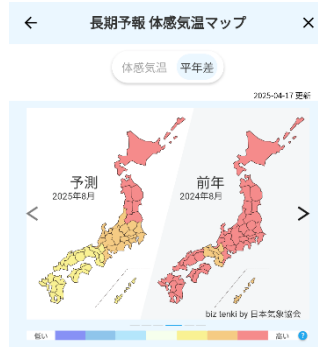 長期予報 体感気温マップ
体感気温 平年差
2025-04-17 更新
予測
2025年8月
前年
2024年8月
biz tenki by 日本気象協会
低い 高い ?